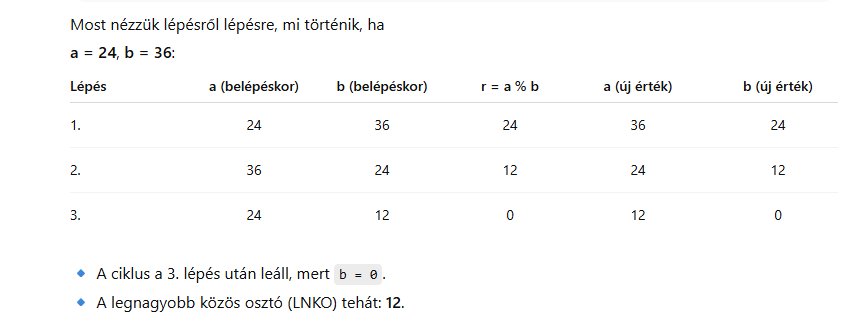 Most nézzük lépésről lépésre, mi történik, ha
a = 24, b = 36:
Lépés a (belépéskor) b (belépéskor) r = a % b a (új érték) b (új érték)
1. 24 36 24 36 24
2. 36 24 12 24 12
3. 24 12 0 12 0
A ciklus a 3. lépés után leáll, mert b = 0.
A legnagyobb közös osztó (LNKO) tehát: 12.